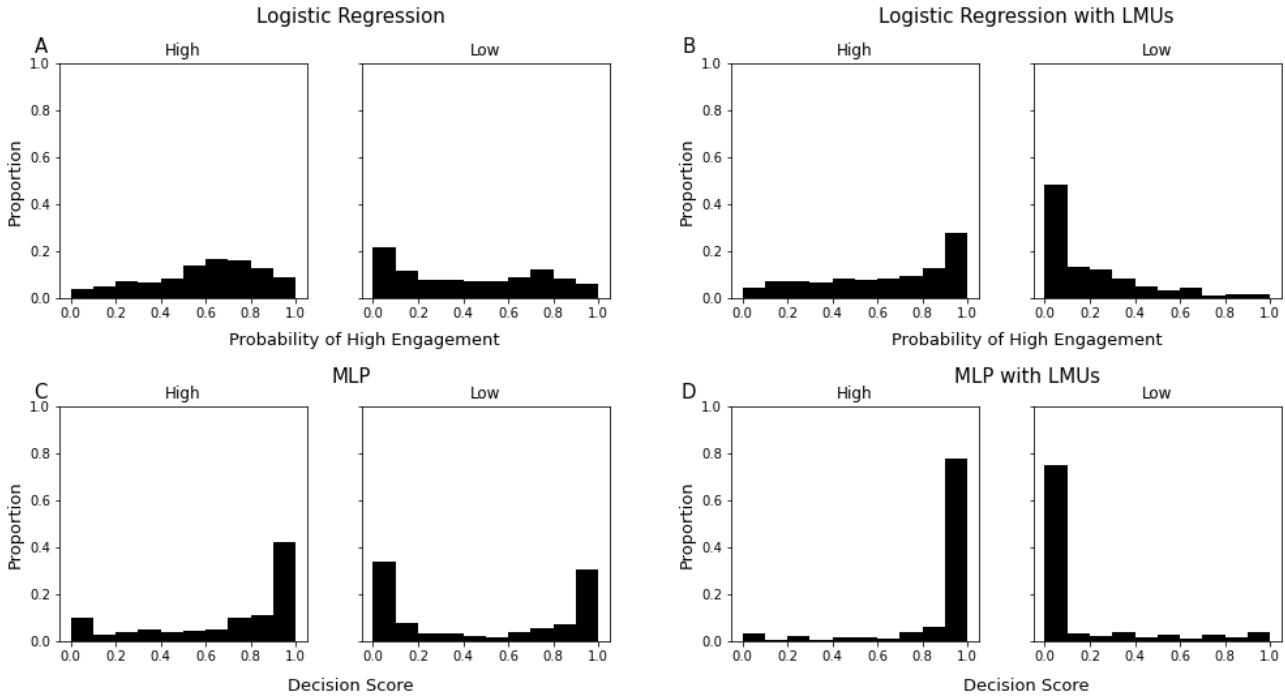 Logistic Regression
Logistic Regression with LMUs
A
High
Low
B
High
Low
1.0
0.8
0.6
0.4
0.2
0.0
Proportion
0.0 0.2 0.4 0.6 0.8 1.0
0.0 0.2 0.4 0.6 0.8 1.0
Probability of High Engagement
1.0
0.8
0.6
0.4
0.2
0.0
Proportion
0.0 0.2 0.4 0.6 0.8 1.0
0.0 0.2 0.4 0.6 0.8 1.0
Probability of High Engagement
MLP
MLP with LMUs
C
High
Low
D
High
Low
1.0
0.8
0.6
0.4
0.2
0.0
Proportion
0.0 0.2 0.4 0.6 0.8 1.0
0.0 0.2 0.4 0.6 0.8 1.0
Decision Score
1.0
0.8
0.6
0.4
0.2
0.0
Proportion
0.0 0.2 0.4 0.6 0.8 1.0
0.0 0.2 0.4 0.6 0.8 1.0
Decision Score